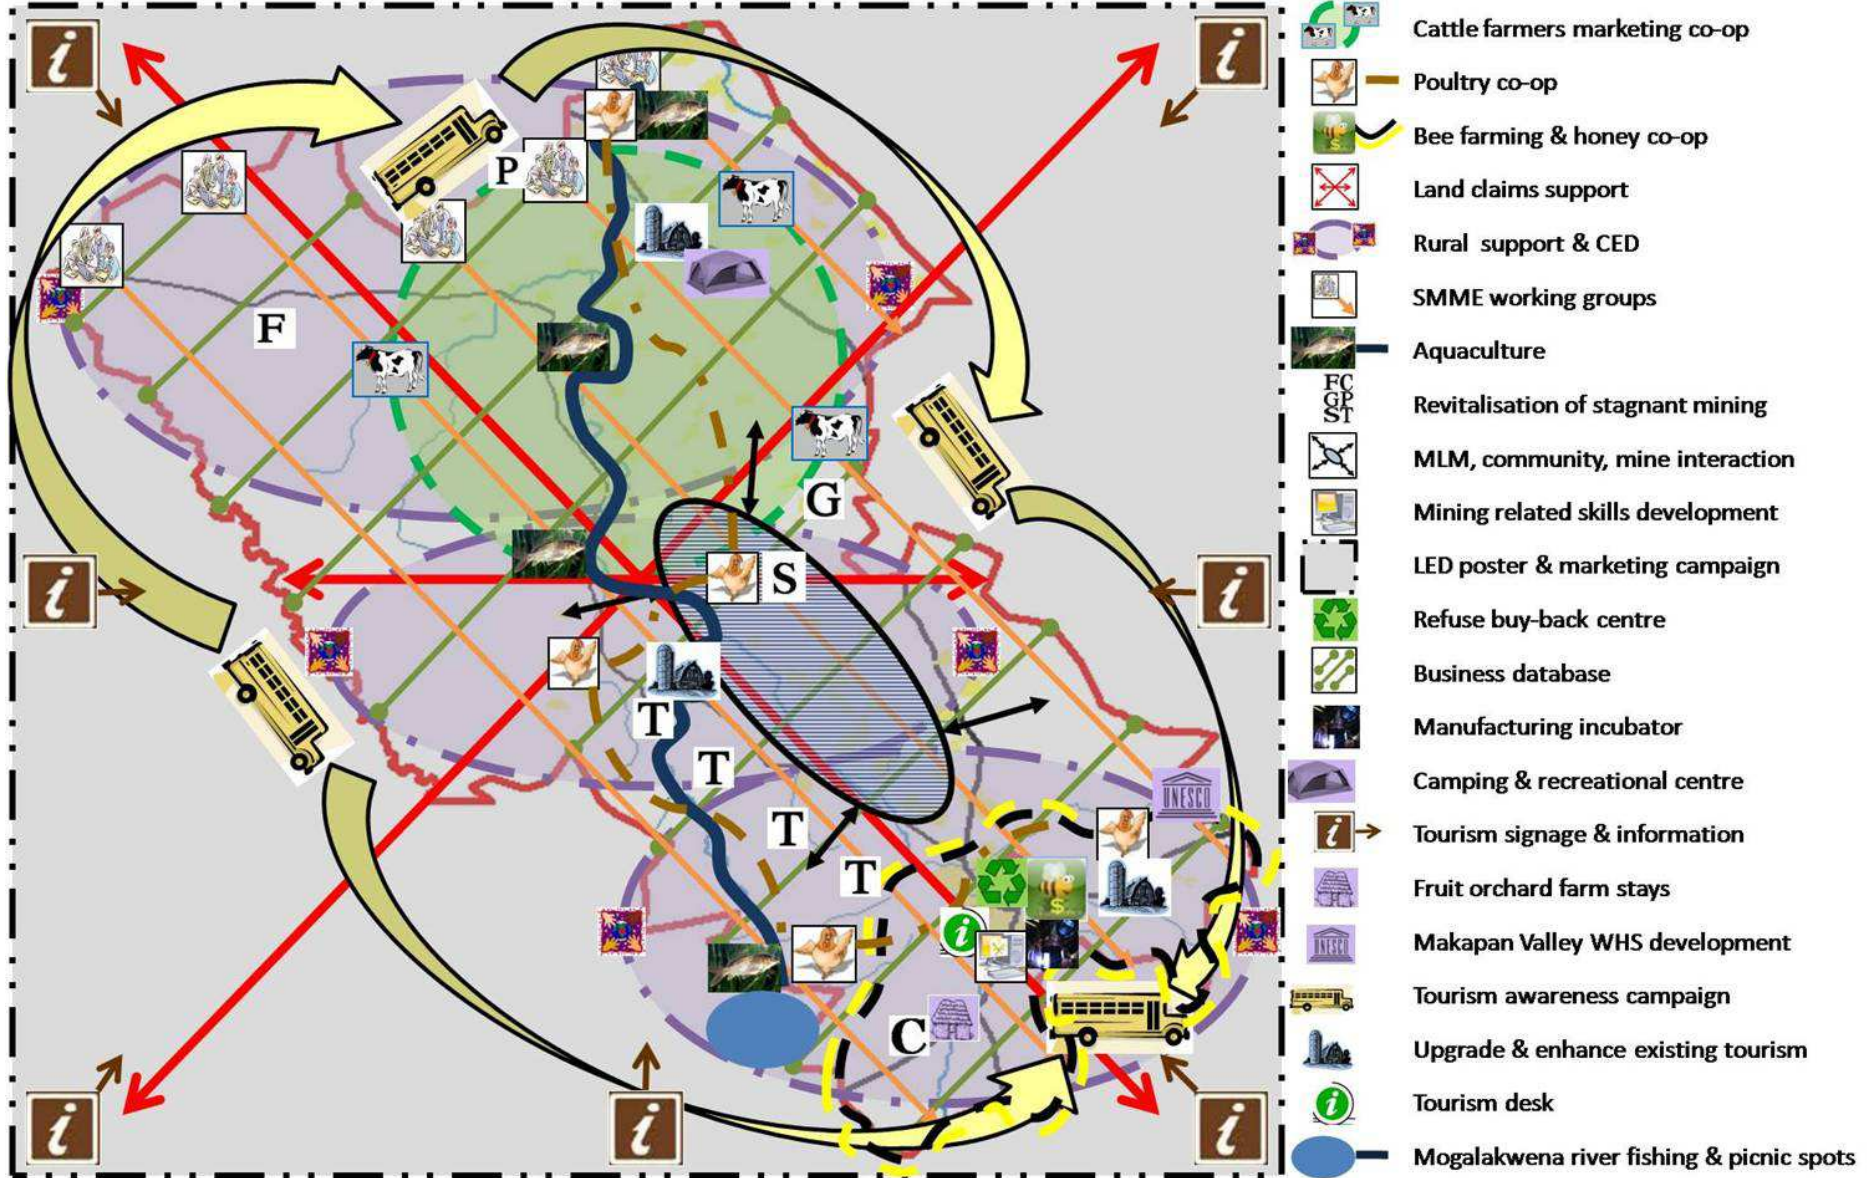 i
i
P
F
G
i
S
i
T
T
UNESCO
T
T
$
i
C
i
i
i
Cattle farmers marketing co-op
Poultry co-op
$
Bee farming & honey co-op
Land claims support
Rural support & CED
SMME working groups
Aquaculture
FC
GP
ST
Revitalisation of stagnant mining
MLM, community, mine interaction
Mining related skills development
LED poster & marketing campaign
Refuse buy-back centre
Business database
Manufacturing incubator
Camping & recreational centre
i
Tourism signage & information
Fruit orchard farm stays
UNESCO
Makapan Valley WHS development
Tourism awareness campaign
Upgrade & enhance existing tourism
i
Tourism desk
Mogalakwena river fishing & picnic spots